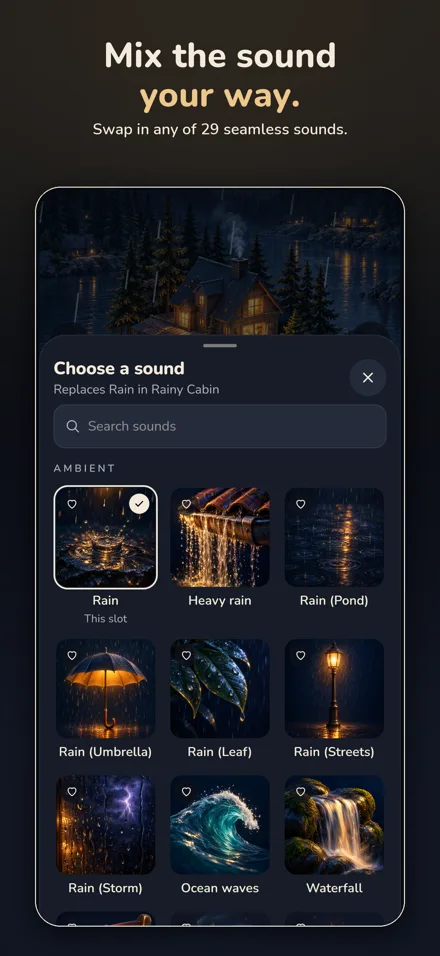 Mix the sound
your way.
Swap in any of 29 seamless sounds.
Choose a sound
Replaces Rain in Rainy Cabin
Search sounds
AMBIENT
Rain
This slot
Heavy rain
Rain (Pond)
Rain (Umbrella)
Rain (Leaf)
Rain (Streets)
Rain (Storm)
Ocean waves
Waterfall